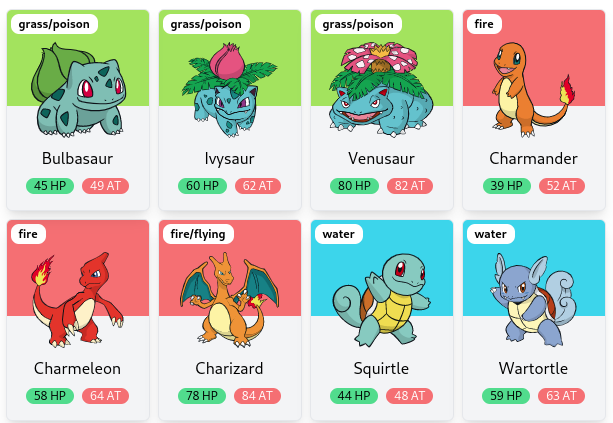 grass/poison
Bulbasaur
45 HP 49 AT
grass/poison
Ivysaur
60 HP 62 AT
grass/poison
Venusaur
80 HP 82 AT
fire
Charmander
39 HP 52 AT
fire
Charmeleon
58 HP 64 AT
fire/flying
Charizard
78 HP 84 AT
water
Squirtle
44 HP 48 AT
water
Wartortle
59 HP 63 AT